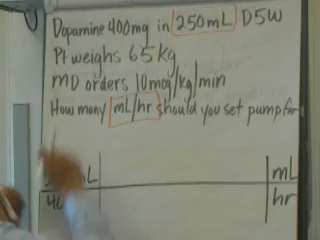 Dopamine 400mg in 250mL D5W
Pt weighs 65kg
MD orders 10mcg/kg/min
How many mL/hr should you set pump for
mL
hr